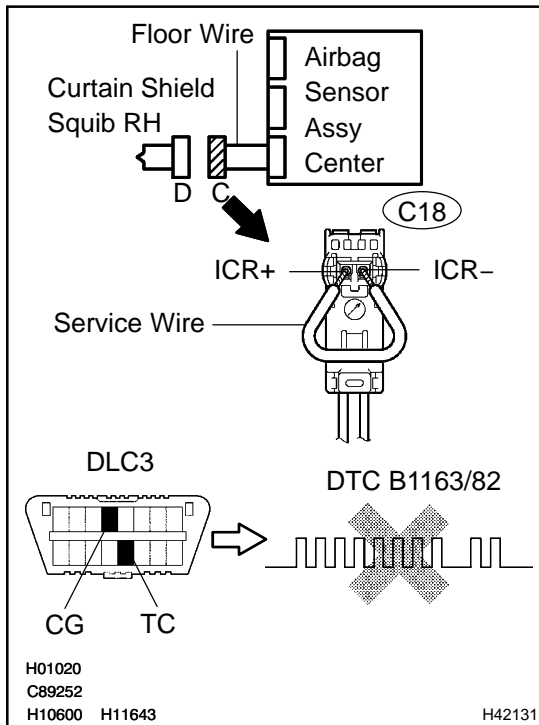 Floor Wire
Curtain Shield
Squib RH
Airbag
Sensor
Assy
Center
D
C
C18
ICR+
ICR−
Service Wire
DLC3
DTC B1163/82
CG
TC
H01020
C89252
H10600 H11643
H42131